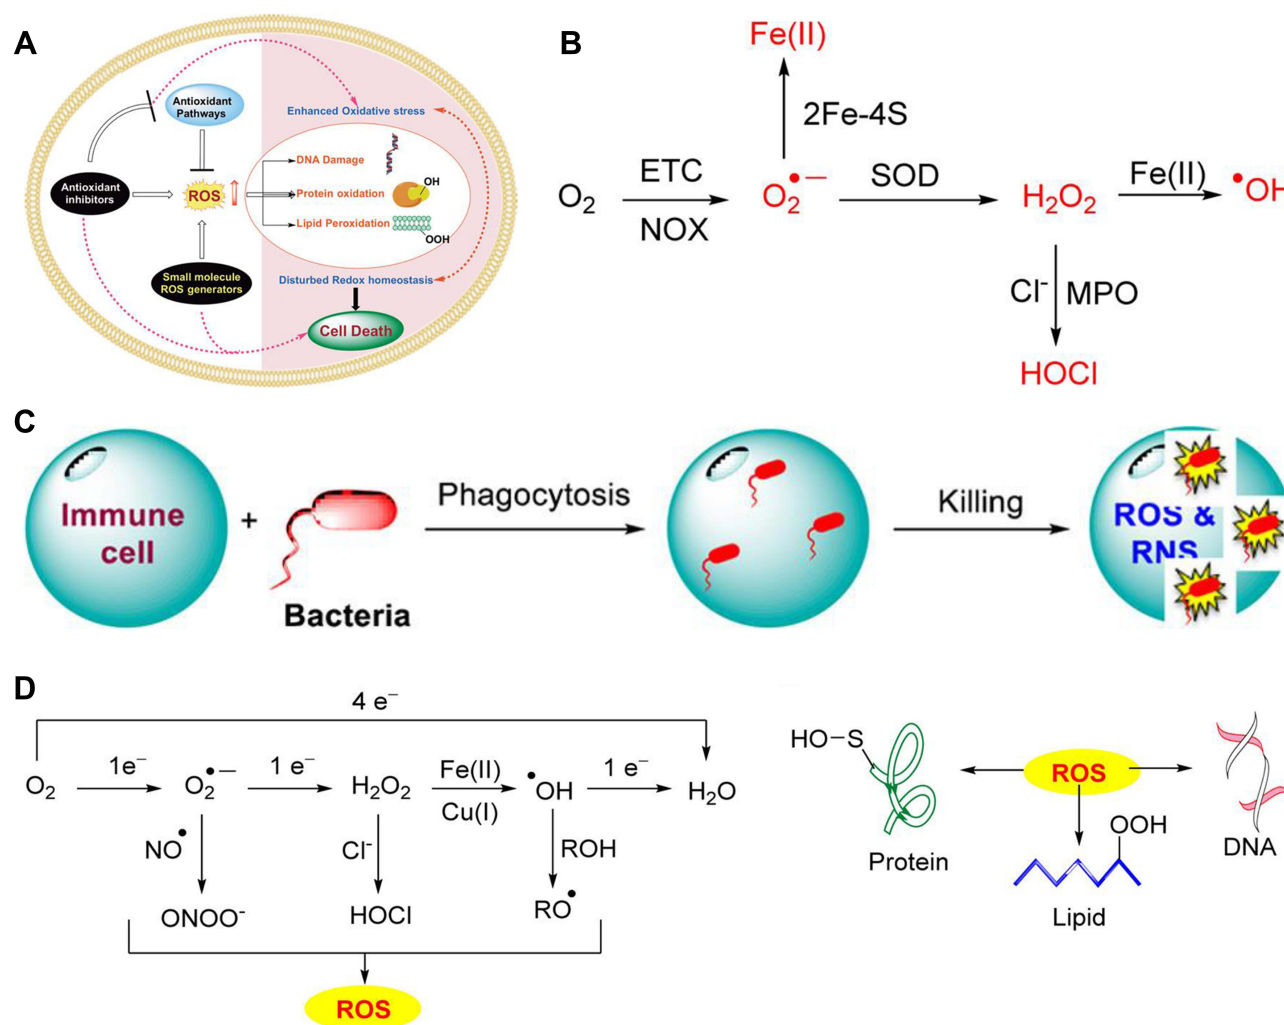 A
Antioxidant
Pathways
Enhanced Oxidative stress
DNA Damage
Antioxidant
inhibitors
ROS
Protein oxidation
OH
Lipid Peroxidation
OOH
Small molecule
ROS generators
Disturbed Redox homeostasis
Cell Death
B
Fe(II)
2Fe-4S
O₂
ETC
NOX
O₂•—
SOD
H₂O₂
Fe(II)
•OH
Cl⁻
MPO
HOCl
C
Immune
cell
+
Bacteria
Phagocytosis
Killing
ROS &
RNS
D
4 e⁻
O₂
1e⁻
O₂•—
1 e⁻
H₂O₂
Fe(II)
Cu(I)
•OH
1 e⁻
H₂O
NO•
Cl⁻
ROH
ONOO⁻
HOCl
RO•
ROS
HO–S
Protein
ROS
OOH
Lipid
DNA